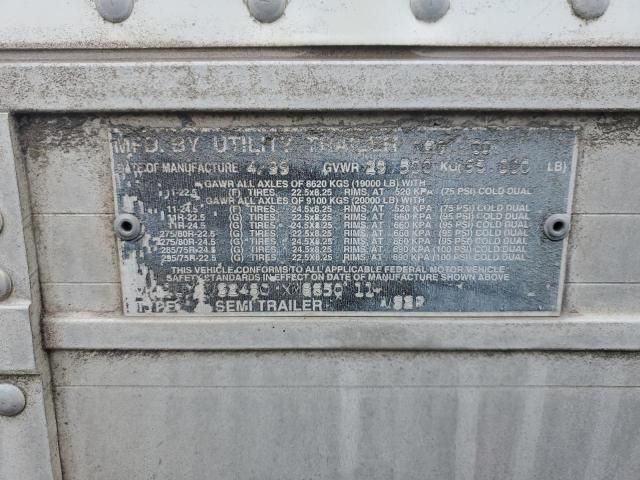 MFD. BY UTILITY TRAILER
DATE OF MANUFACTURE 4/99 GVWR KG LB)
GAWR ALL AXLES OF 8620 KGS (19000 LB) WITH
11-22.5 (F) TIRES, 22.5x8.25 RIMS, AT 520 KPA (75 PSI) COLD DUAL
GAWR ALL AXLES OF 9100 KGS (20000 LB) WITH
11-24.5 (F) TIRES, 24.5x8.25 RIMS, AT 520 KPA (75 PSI) COLD DUAL
11R-22.5 (G) TIRES, 22.5x8.25 RIMS, AT 660 KPA (95 PSI) COLD DUAL
11R-24.5 (G) TIRES, 24.5x8.25 RIMS, AT 660 KPA (95 PSI) COLD DUAL
275/80R-22.5 (G) TIRES, 22.5x8.25 RIMS, AT 660 KPA (95 PSI) COLD DUAL
275/80R-24.5 (G) TIRES, 24.5x8.25 RIMS, AT 660 KPA (95 PSI) COLD DUAL
285/75R-24.5 (G) TIRES, 24.5x8.25 RIMS, AT 690 KPA (100 PSI) COLD DUAL
295/75R-22.5 (G) TIRES, 22.5x8.25 RIMS, AT 690 KPA (100 PSI) COLD DUAL
THIS VEHICLE CONFORMS TO ALL APPLICABLE FEDERAL MOTOR VEHICLE
SAFETY STANDARDS IN EFFECT ON DATE OF MANUFACTURE SHOWN ABOVE
TYPE SEMI TRAILER